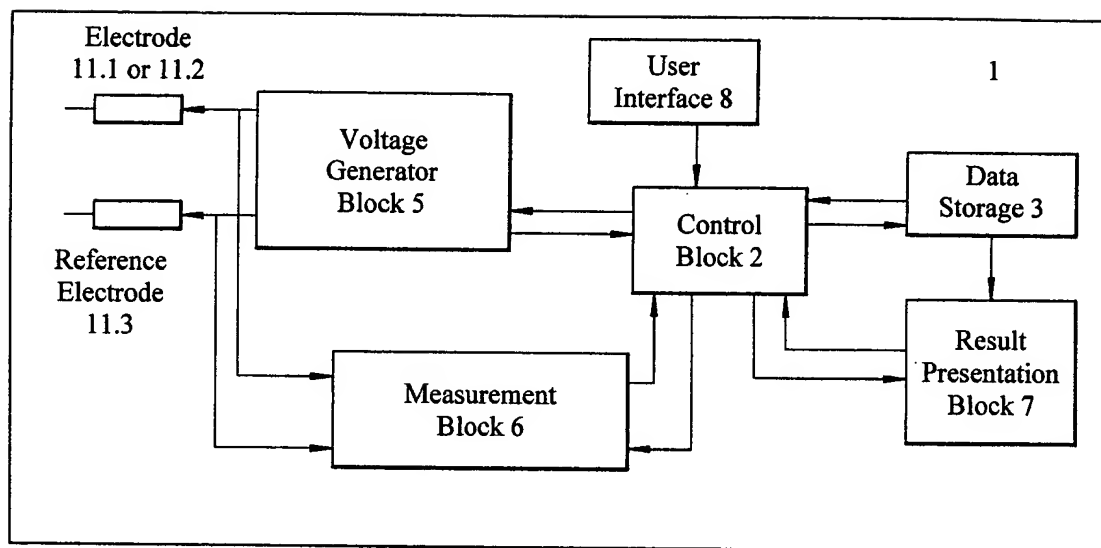 Electrode
11.1 or 11.2
User
Interface 8
1
Voltage
Generator
Block 5
Data
Storage 3
Control
Block 2
Reference
Electrode
11.3
Measurement
Block 6
Result
Presentation
Block 7